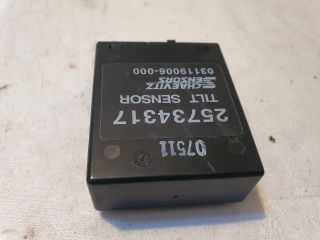 SCHAEVITZ
SENSORS
03119006-000
TILT SENSOR
25734317
07511